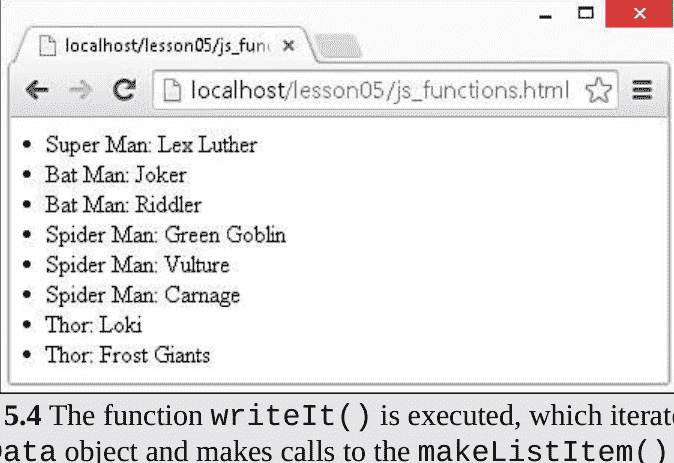 localhost/lesson05/js_func
localhost/lesson05/js_functions.html
• Super Man: Lex Luther
• Bat Man: Joker
• Bat Man: Riddler
• Spider Man: Green Goblin
• Spider Man: Vulture
• Spider Man: Carnage
• Thor: Loki
• Thor: Frost Giants
5.4 The function writeIt() is executed, which iterate
Data object and makes calls to the makeListItem()